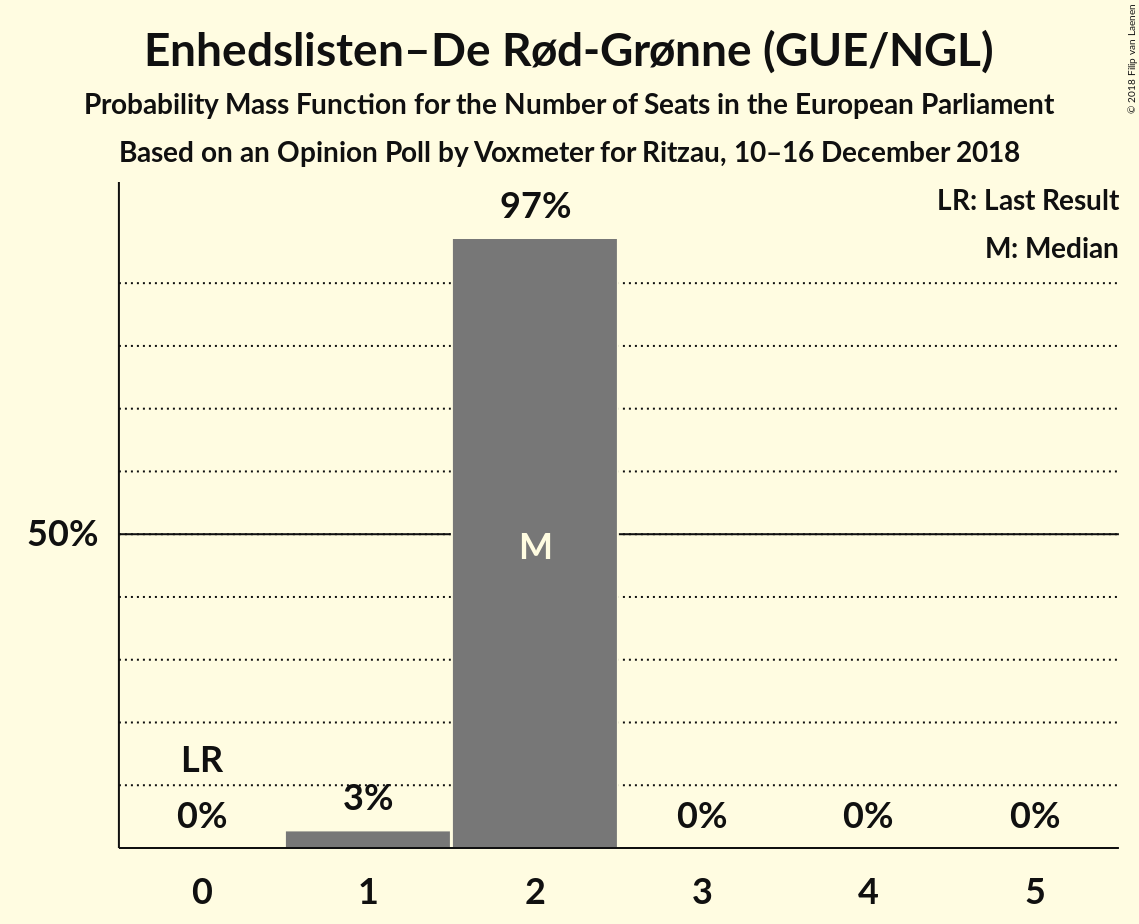 Enhedslisten–De Rød-Grønne (GUE/NGL)
Probability Mass Function for the Number of Seats in the European Parliament
Based on an Opinion Poll by Voxmeter for Ritzau, 10–16 December 2018
© 2018 Filip van Laenen
LR: Last Result
M: Median
97%
50%
M
LR
0%
3%
0%
0%
0%
0
1
2
3
4
5